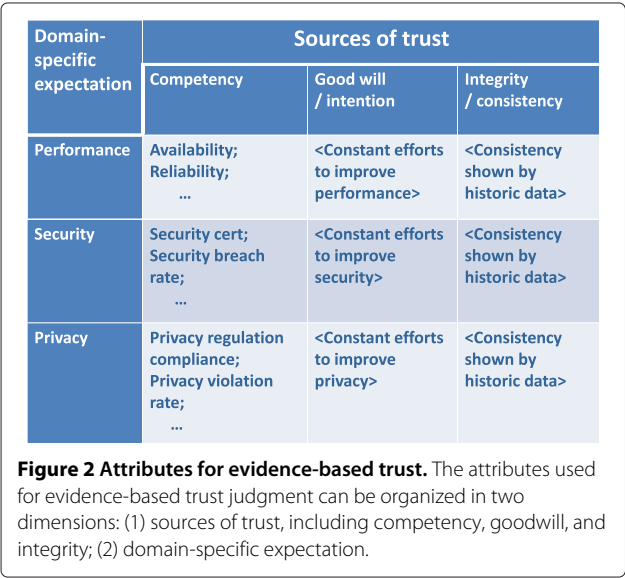 Domain-
specific
expectation
Sources of trust
Competency
Good will
/ intention
Integrity
/ consistency
Performance
Availability;
Reliability;
...
<Constant efforts
to improve
performance>
<Consistency
shown by
historic data>
Security
Security cert;
Security breach
rate;
...
<Constant efforts
to improve
security>
<Consistency
shown by
historic data>
Privacy
Privacy regulation
compliance;
Privacy violation
rate;
...
<Constant efforts
to improve
privacy>
<Consistency
shown by
historic data>
Figure 2 Attributes for evidence-based trust. The attributes used
for evidence-based trust judgment can be organized in two
dimensions: (1) sources of trust, including competency, goodwill, and
integrity; (2) domain-specific expectation.